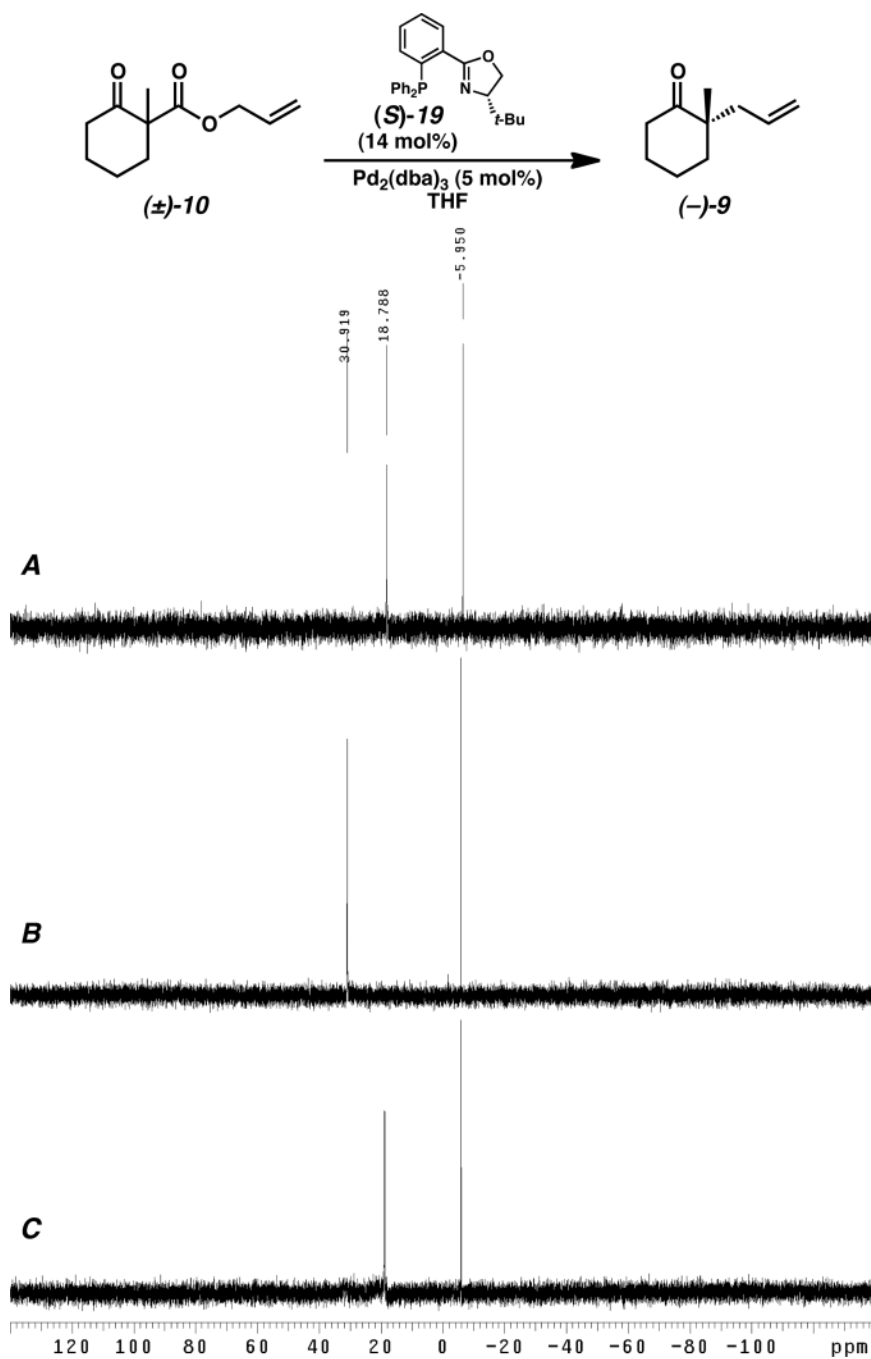 O
O
O
O
N
Ph₂P
t-Bu
(S)-19
(14 mol%)
Pd₂(dba)₃ (5 mol%)
THF
O
(±)-10
(–)-9
30.919
18.788
-5.950
A
B
C
120 100 80 60 40 20 0 -20 -40 -60 -80 -100 ppm